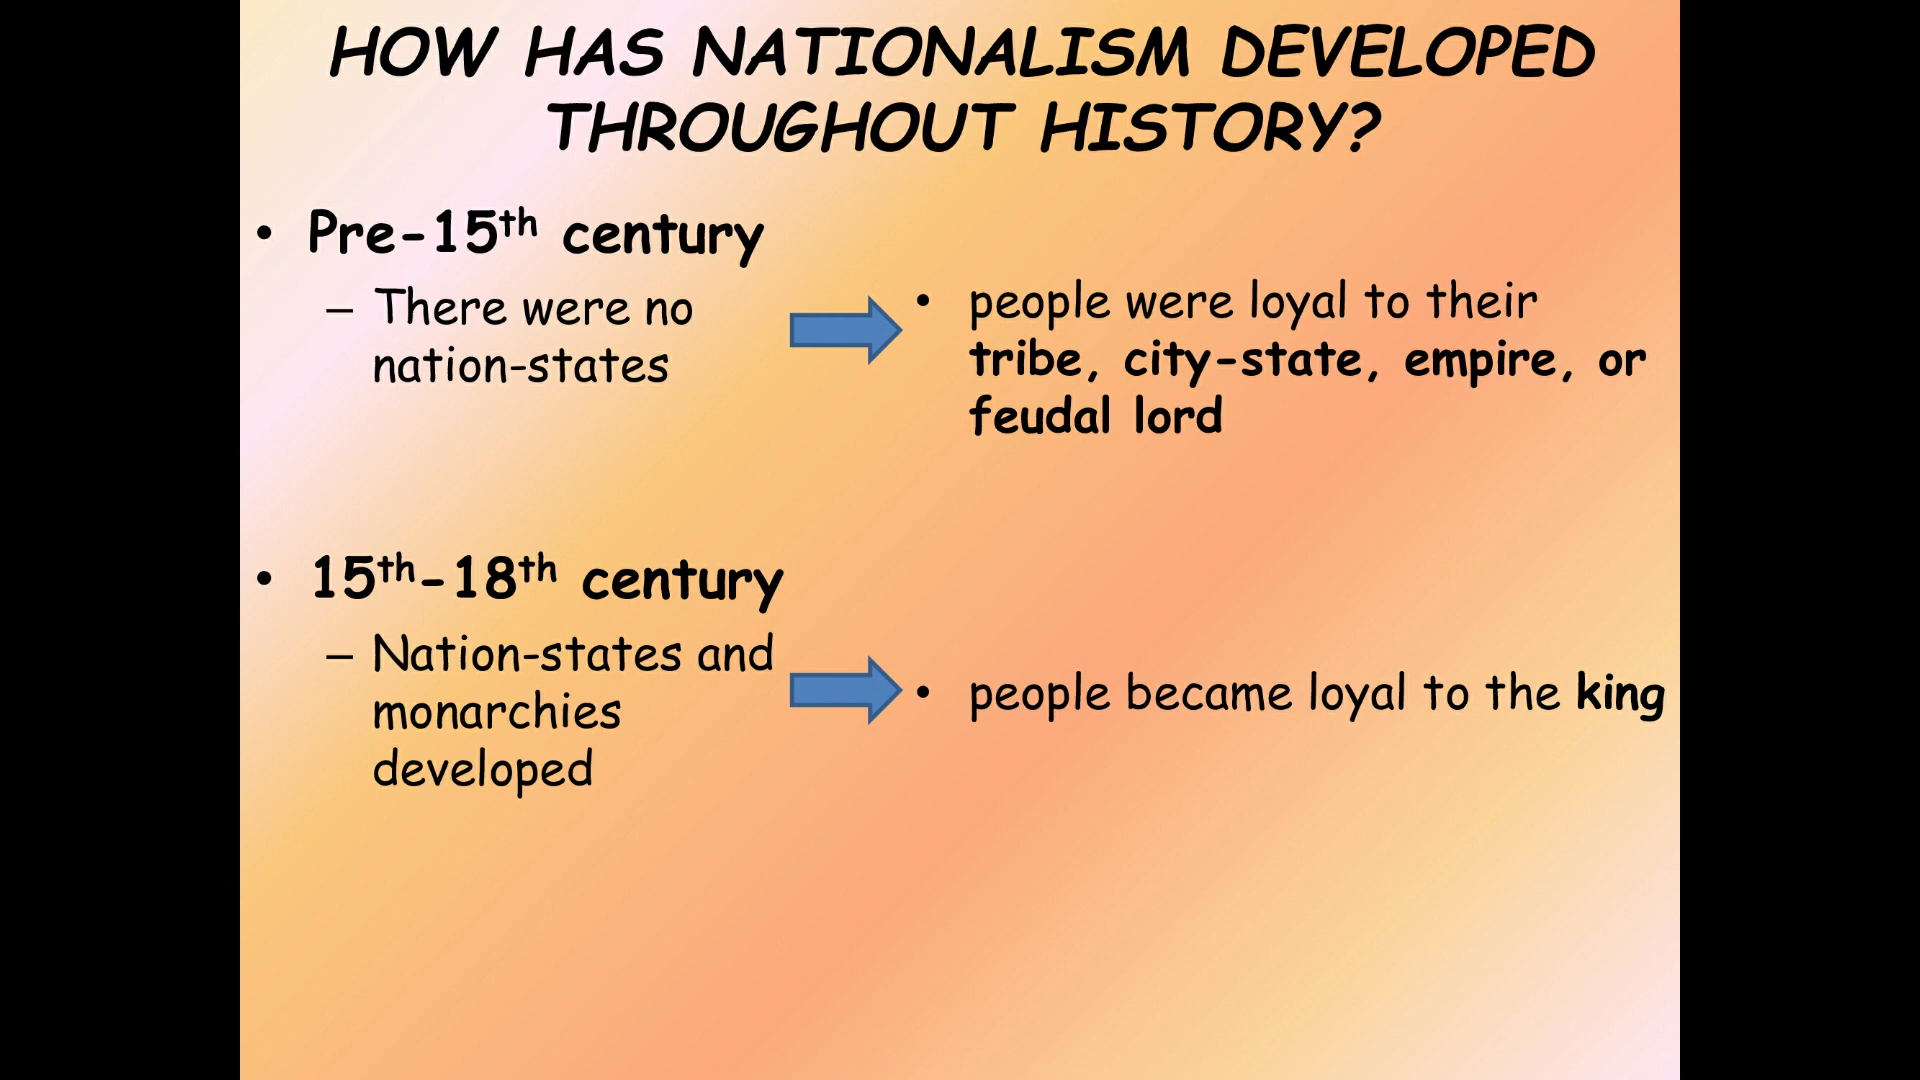 HOW HAS NATIONALISM DEVELOPED
THROUGHOUT HISTORY?
• Pre-15th century
– There were no
nation-states
• people were loyal to their
tribe, city-state, empire, or
feudal lord
• 15th-18th century
– Nation-states and
monarchies
developed
• people became loyal to the king